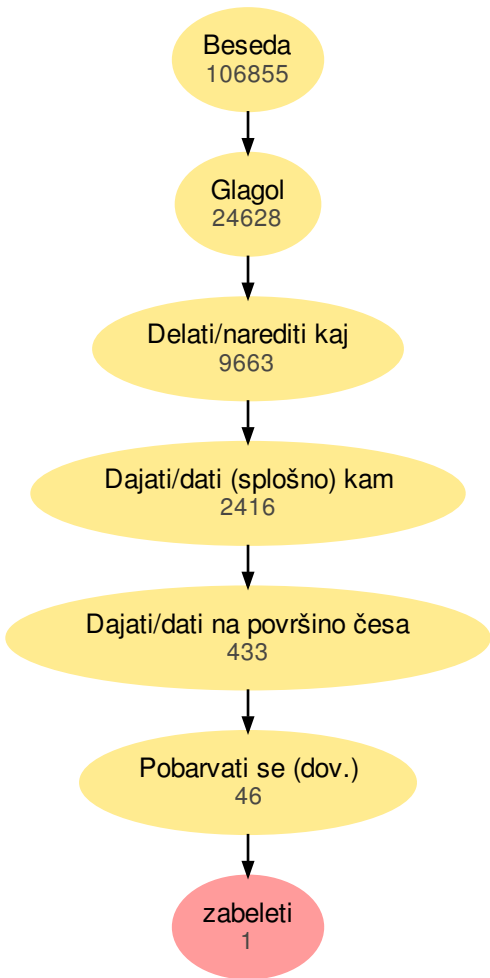 Beseda
106855
Glagol
24628
Delati/narediti kaj
9663
Dajati/dati (splošno) kam
2416
Dajati/dati na površino česa
433
Pobarvati se (dov.)
46
zabeleti
1